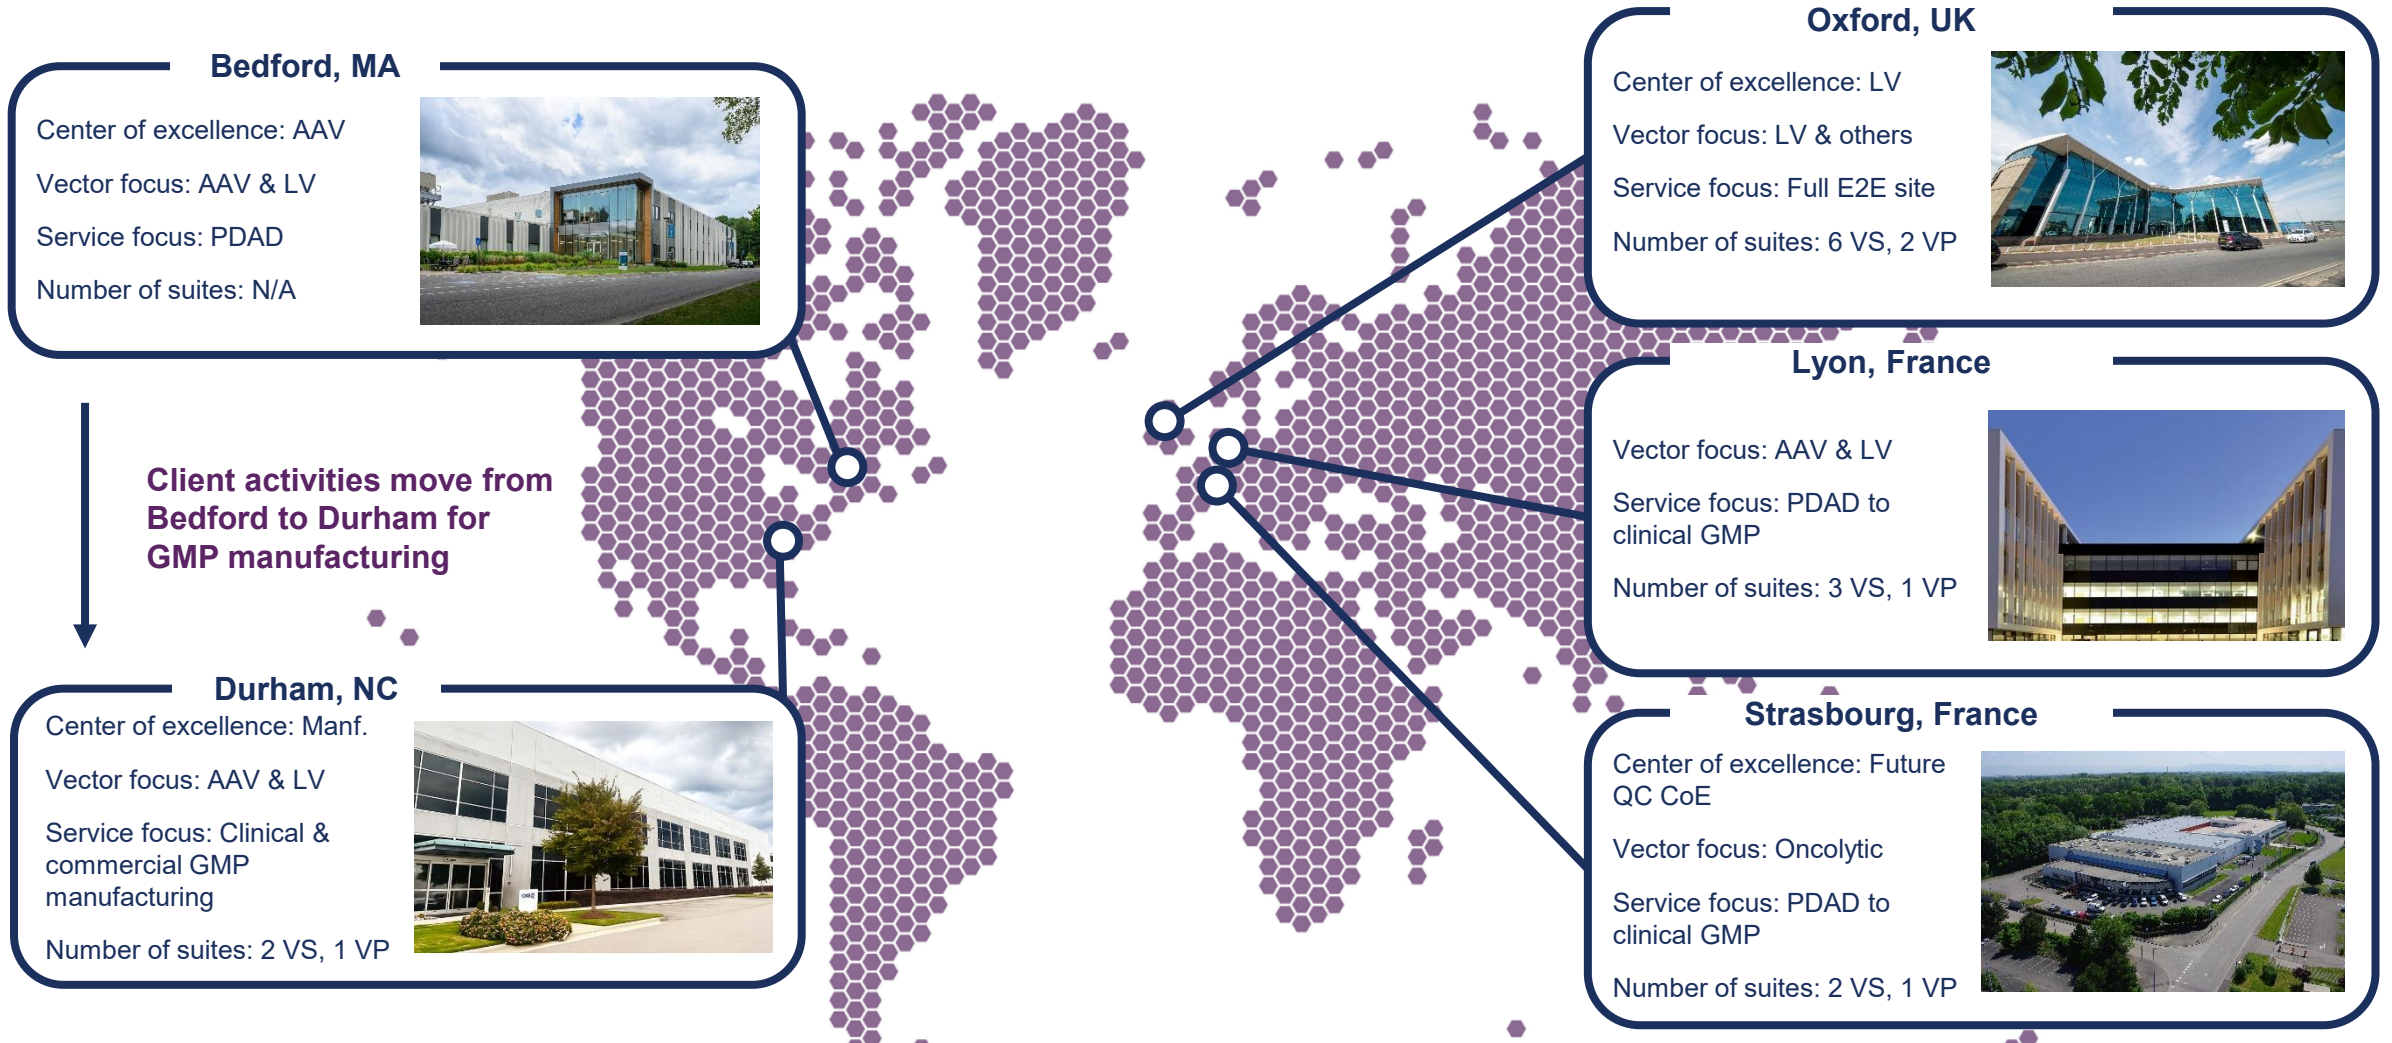 Bedford, MA
Center of excellence: AAV
Vector focus: AAV & LV
Service focus: PDAD
Number of suites: N/A
Client activities move from
Bedford to Durham for
GMP manufacturing
Durham, NC
Center of excellence: Manf.
Vector focus: AAV & LV
Service focus: Clinical &
commercial GMP
manufacturing
Number of suites: 2 VS, 1 VP
Oxford, UK
Center of excellence: LV
Vector focus: LV & others
Service focus: Full E2E site
Number of suites: 6 VS, 2 VP
Lyon, France
Vector focus: AAV & LV
Service focus: PDAD to
clinical GMP
Number of suites: 3 VS, 1 VP
Strasbourg, France
Center of excellence: Future
QC CoE
Vector focus: Oncolytic
Service focus: PDAD to
clinical GMP
Number of suites: 2 VS, 1 VP